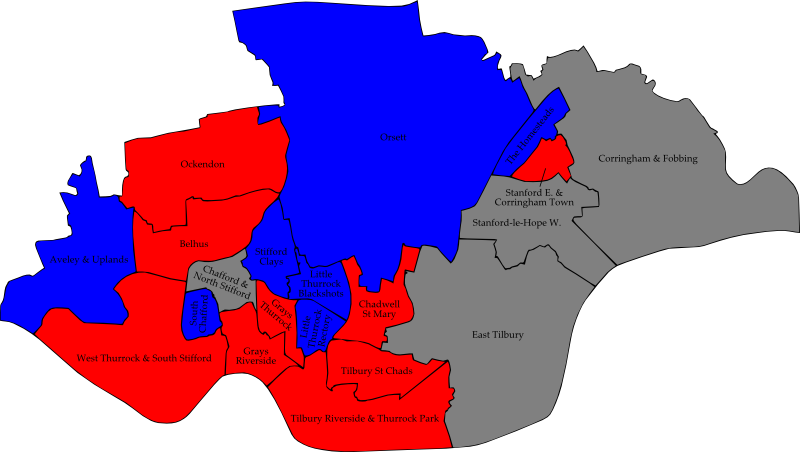 Orsett
The Homesteads
Corringham & Fobbing
Ockendon
Stanford E. &
Corringham Town
Stanford-le-Hope W.
Belhus
Aveley & Uplands
Stifford
Clays
Chafford &
North Stifford
Little
Thurrock
Blackshots
South
Chafford
Grays
Thurrock
Little
Thurrock
Rectory
Chadwell
St Mary
East Tilbury
West Thurrock & South Stifford
Grays
Riverside
Tilbury St Chads
Tilbury Riverside & Thurrock Park